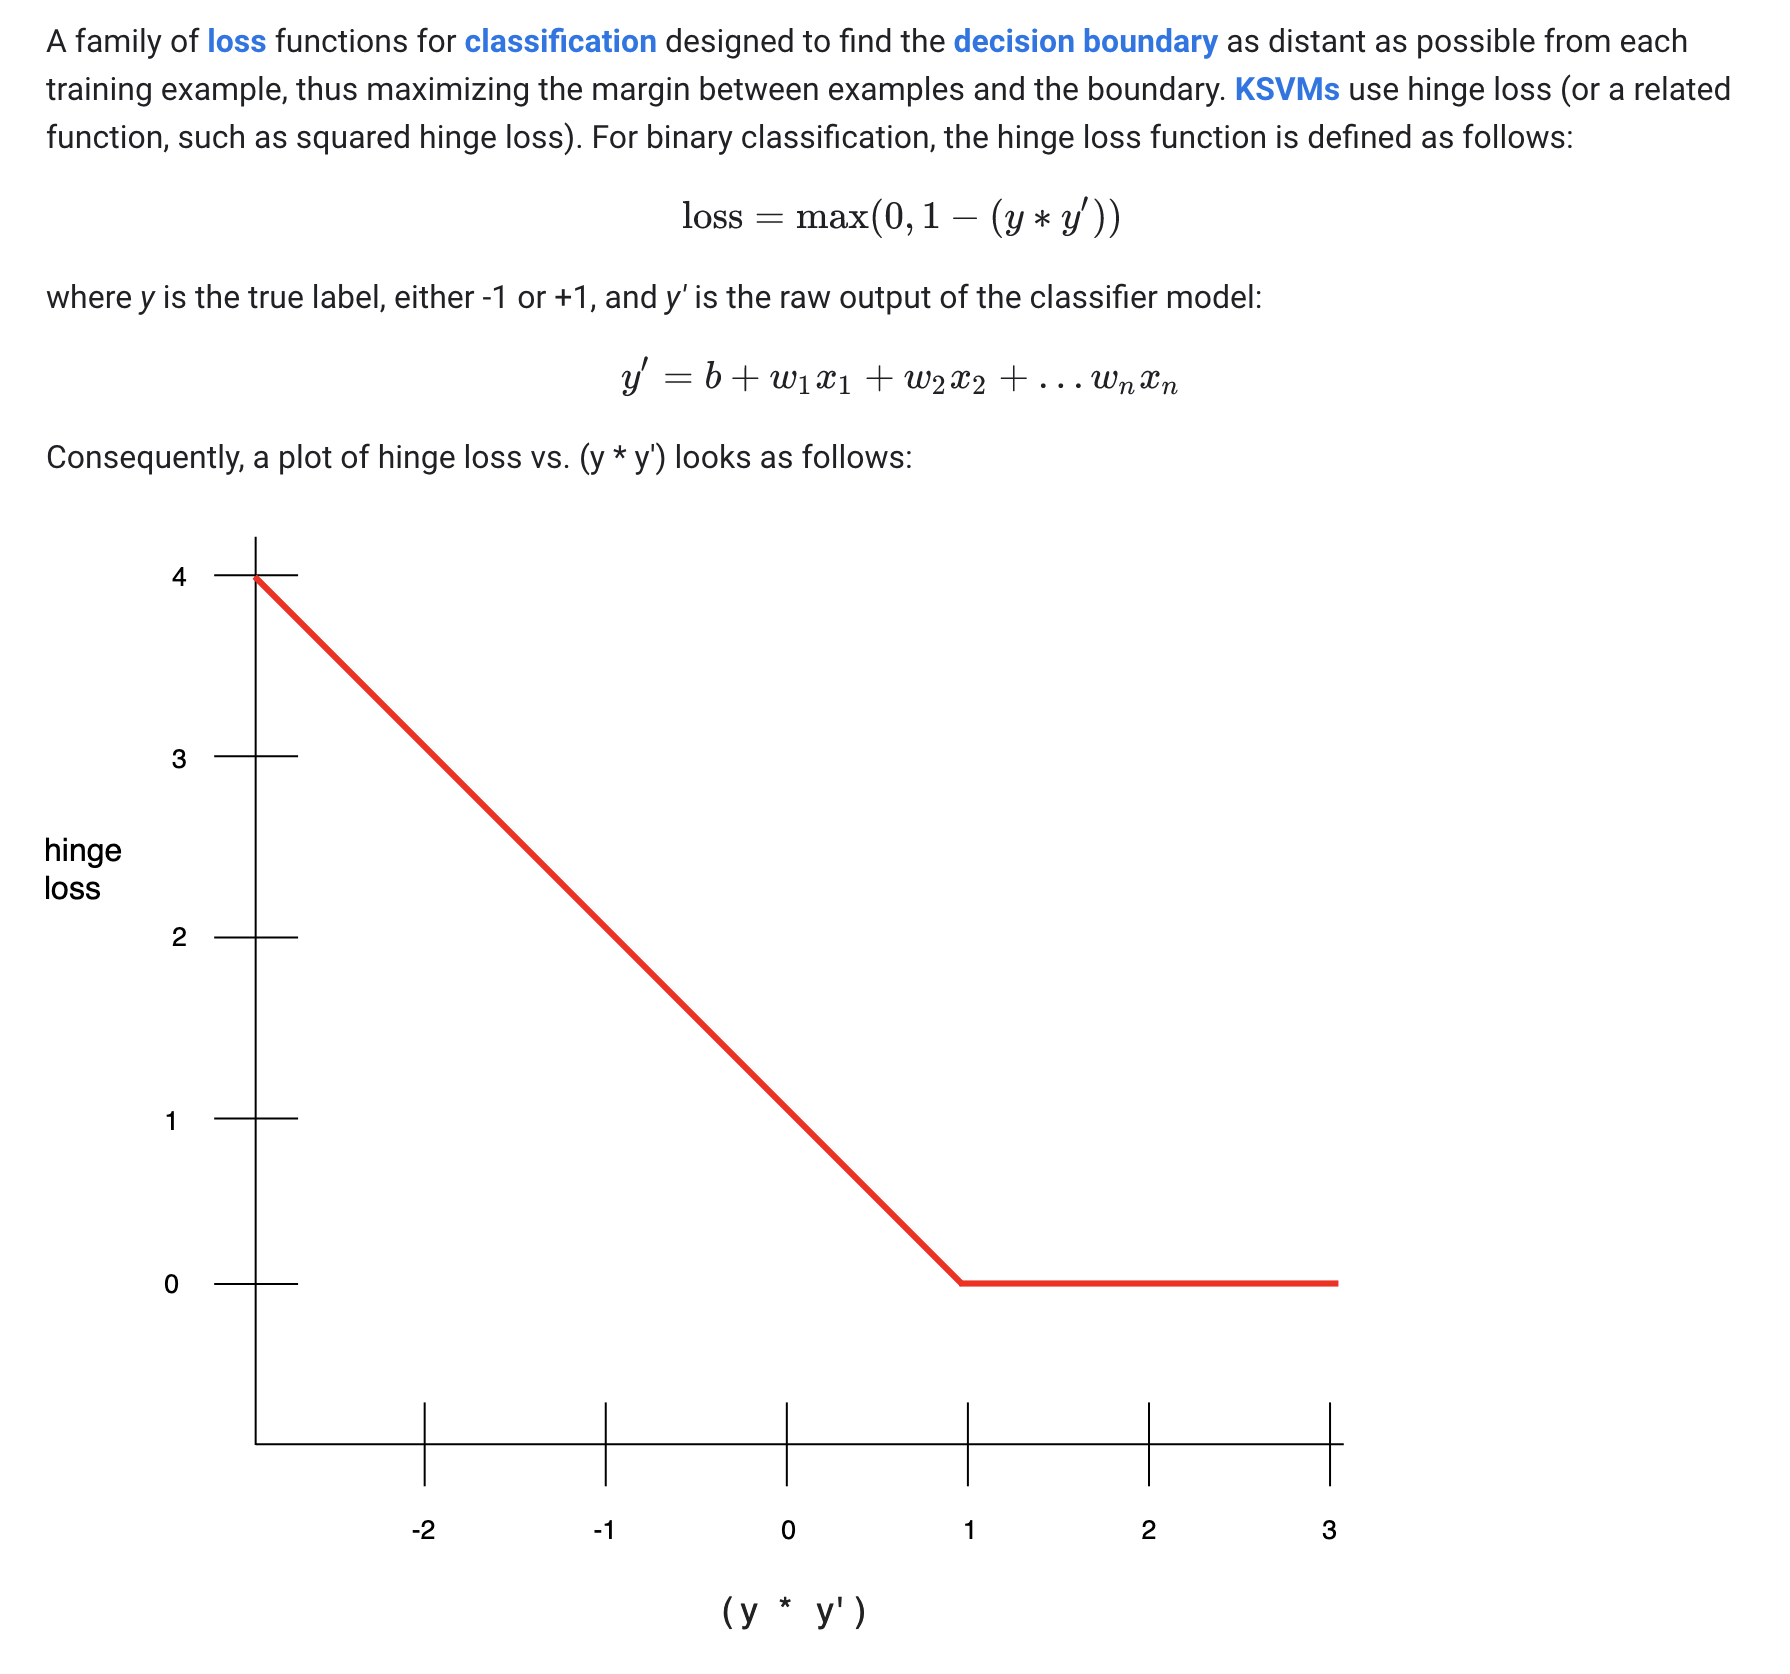 A family of loss functions for classification designed to find the decision boundary as distant as possible from each
training example, thus maximizing the margin between examples and the boundary. KSVMs use hinge loss (or a related
function, such as squared hinge loss). For binary classification, the hinge loss function is defined as follows:
loss = max(0, 1 − (y ∗ y′))
where y is the true label, either -1 or +1, and y' is the raw output of the classifier model:
y′ = b + w₁x₁ + w₂x₂ + … wₙxₙ
Consequently, a plot of hinge loss vs. (y * y') looks as follows:
4
3
hinge
loss
2
1
0
-2 -1 0 1 2 3
(y * y')